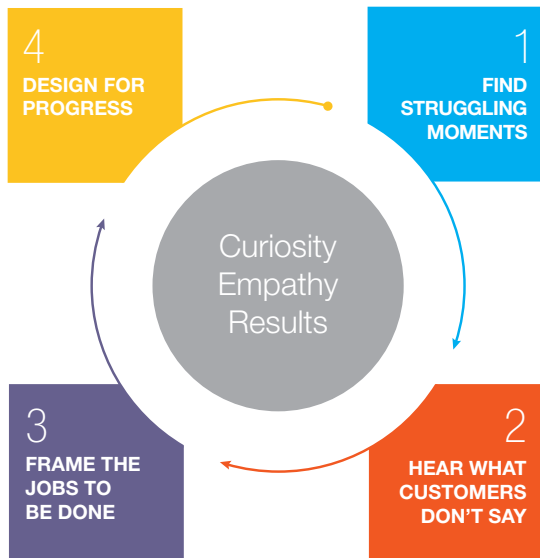 4
DESIGN FOR
PROGRESS
1
FIND
STRUGGLING
MOMENTS
Curiosity
Empathy
Results
3
FRAME THE
JOBS TO
BE DONE
2
HEAR WHAT
CUSTOMERS
DON'T SAY